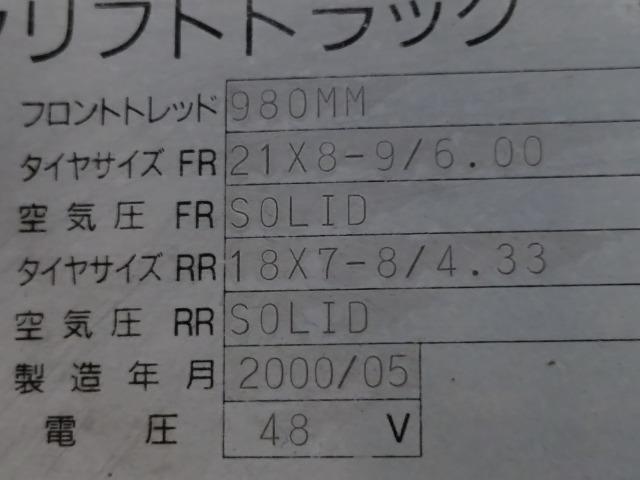 リフトトラック
フロントトレッド 980MM
タイヤサイズ FR 21X8-9/6.00
空気圧 FR SOLID
タイヤサイズ RR 18X7-8/4.33
空気圧 RR SOLID
製造年月 2000/05
電圧 48 V